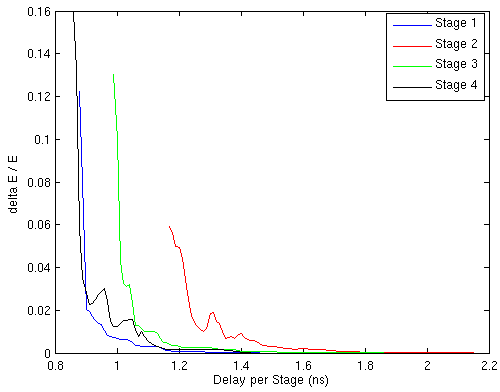 0.16
0.14
0.12
0.1
0.08
0.06
0.04
0.02
0
delta E / E
Stage 1
Stage 2
Stage 3
Stage 4
0.8 1 1.2 1.4 1.6 1.8 2 2.2
Delay per Stage (ns)